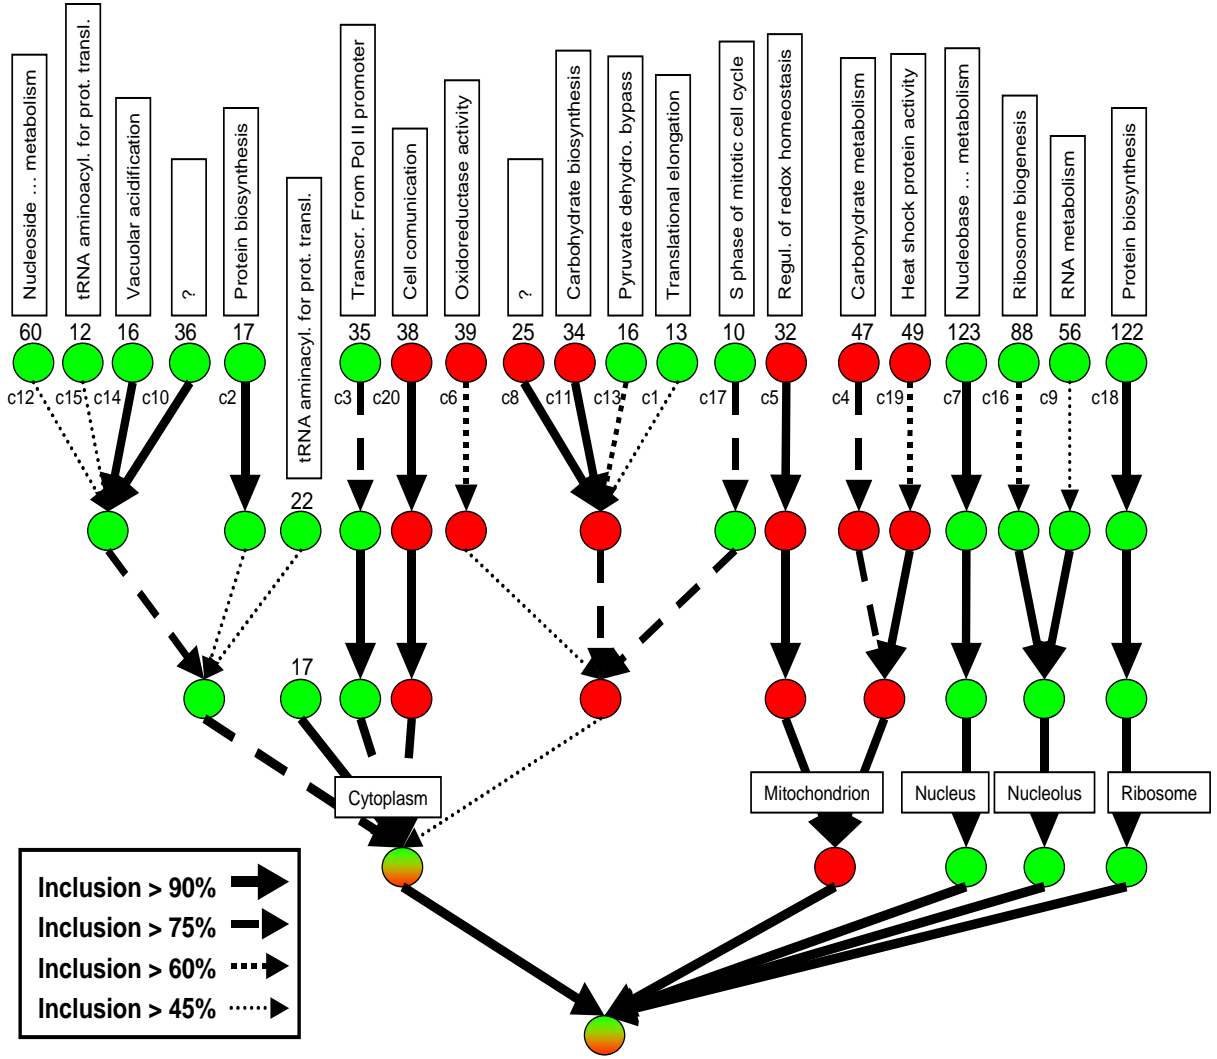 Nucleoside ... metabolism
tRNA aminoacyl. for prot. transl.
Vacuolar acidification
?
Protein biosynthesis
tRNA aminacyl. for prot. transl.
Transcr. From Pol II promoter
Cell comunication
Oxidoreductase activity
?
Carbohydrate biosynthesis
Pyruvate dehydro. bypass
Translational elongation
S phase of mitotic cell cycle
Regul. of redox homeostasis
Carbohydrate metabolism
Heat shock protein activity
Nucleobase ... metabolism
Ribosome biogenesis
RNA metabolism
Protein biosynthesis
60 12 16 36 17 35 38 39 25 34 16 13 10 32 47 49 123 88 56 122
c12 c15 c14 c10 c2 c3 c20 c6 c8 c11 c13 c1 c17 c5 c4 c19 c7 c16 c9 c18
22
17
Cytoplasm
Mitochondrion
Nucleus
Nucleolus
Ribosome
Inclusion > 90%
Inclusion > 75%
Inclusion > 60%
Inclusion > 45%